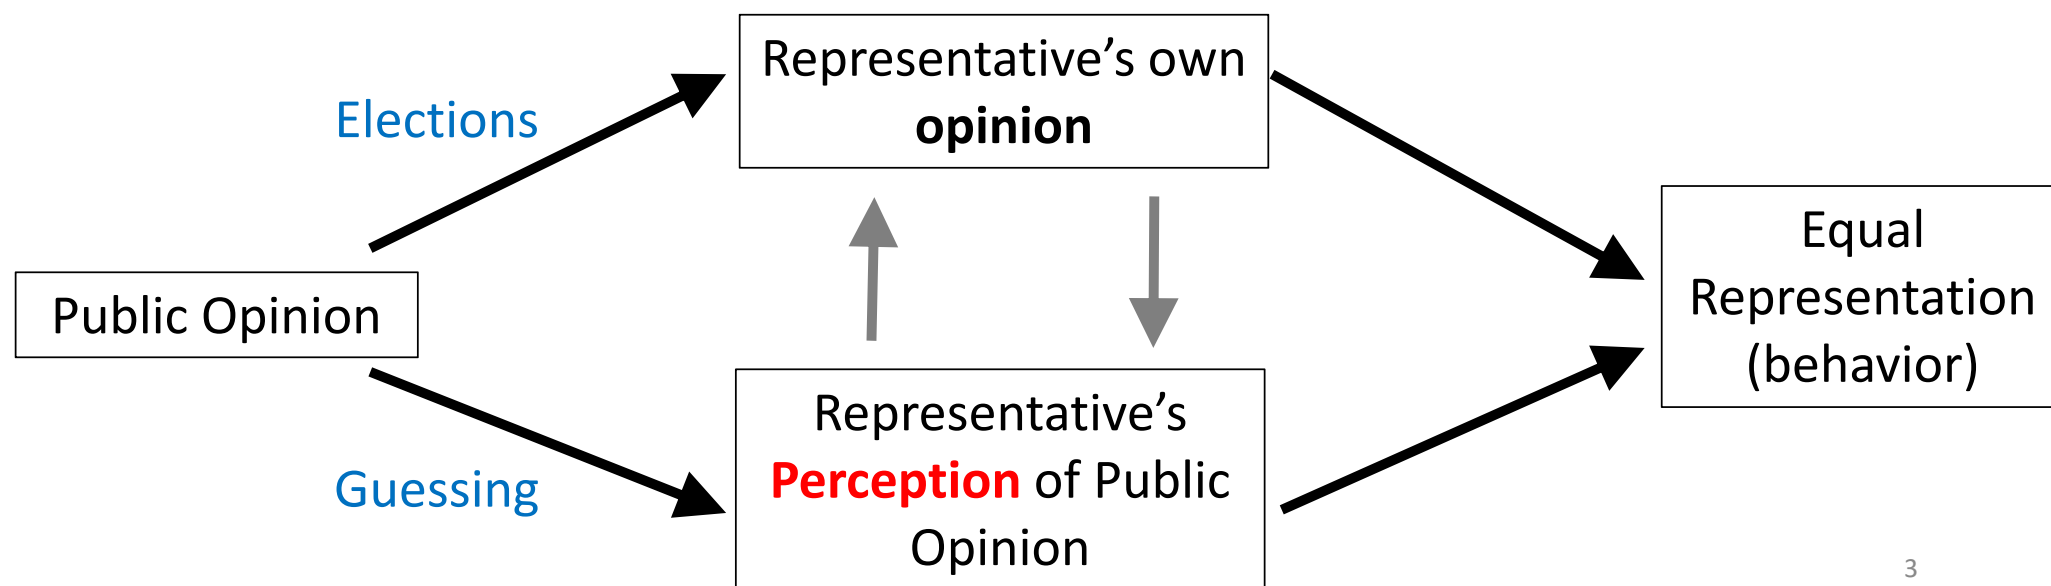 Representative’s own
opinion
Elections
Public Opinion
Equal
Representation
(behavior)
Guessing
Representative’s
Perception of Public
Opinion
3